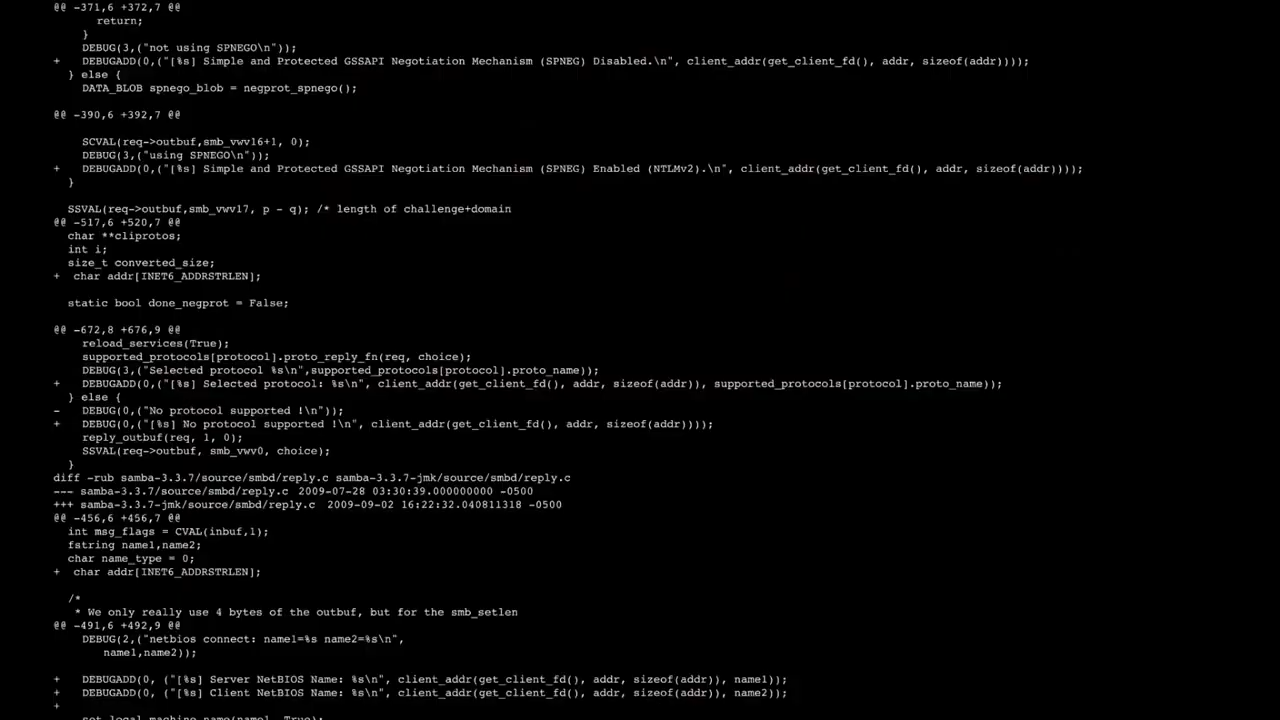 @@ -371,6 +372,7 @@
return;
}
DEBUG(3,("not using SPNEGO\n"));
+ DEBUGADD(0,("[%s] Simple and Protected GSSAPI Negotiation Mechanism (SPNEG) Disabled.\n", client_addr(get_client_fd(), addr, sizeof(addr))));
} else {
DATA_BLOB spnego_blob = negprot_spnego();
@@ -390,6 +392,7 @@
SCVAL(req->outbuf,smb_vwv16+1, 0);
DEBUG(3,("using SPNEGO\n"));
+ DEBUGADD(0,("[%s] Simple and Protected GSSAPI Negotiation Mechanism (SPNEG) Enabled (NTLMv2).\n", client_addr(get_client_fd(), addr, sizeof(addr))));
}
SSVAL(req->outbuf,smb_vwv17, p - q); /* length of challenge+domain
@@ -517,6 +520,7 @@
char **cliprotos;
int i;
size_t converted_size;
+ char addr[INET6_ADDRSTRLEN];
static bool done_negprot = False;
@@ -672,8 +676,9 @@
reload_services(True);
supported_protocols[protocol].proto_reply_fn(req, choice);
DEBUG(3,("Selected protocol %s\n",supported_protocols[protocol].proto_name));
+ DEBUGADD(0,("[%s] Selected protocol: %s\n", client_addr(get_client_fd(), addr, sizeof(addr)), supported_protocols[protocol].proto_name));
} else {
- DEBUG(0,("No protocol supported !\n"));
+ DEBUG(0,("[%s] No protocol supported !\n", client_addr(get_client_fd(), addr, sizeof(addr))));
reply_outbuf(req, 1, 0);
SSVAL(req->outbuf, smb_vwv0, choice);
}
diff -rub samba-3.3.7/source/smbd/reply.c samba-3.3.7-jmk/source/smbd/reply.c
--- samba-3.3.7/source/smbd/reply.c 2009-07-28 03:30:39.000000000 -0500
+++ samba-3.3.7-jmk/source/smbd/reply.c 2009-09-02 16:22:32.040811318 -0500
@@ -456,6 +456,7 @@
int msg_flags = CVAL(inbuf,1);
fstring name1,name2;
char name_type = 0;
+ char addr[INET6_ADDRSTRLEN];
/*
* We only really use 4 bytes of the outbuf, but for the smb_setlen
@@ -491,6 +492,9 @@
DEBUG(2,("netbios connect: name1=%s name2=%s\n",
name1,name2));
+ DEBUGADD(0, ("[%s] Server NetBIOS Name: %s\n", client_addr(get_client_fd(), addr, sizeof(addr)), name1));
+ DEBUGADD(0, ("[%s] Client NetBIOS Name: %s\n", client_addr(get_client_fd(), addr, sizeof(addr)), name2));
+
set_local_machine_name(name1, True);